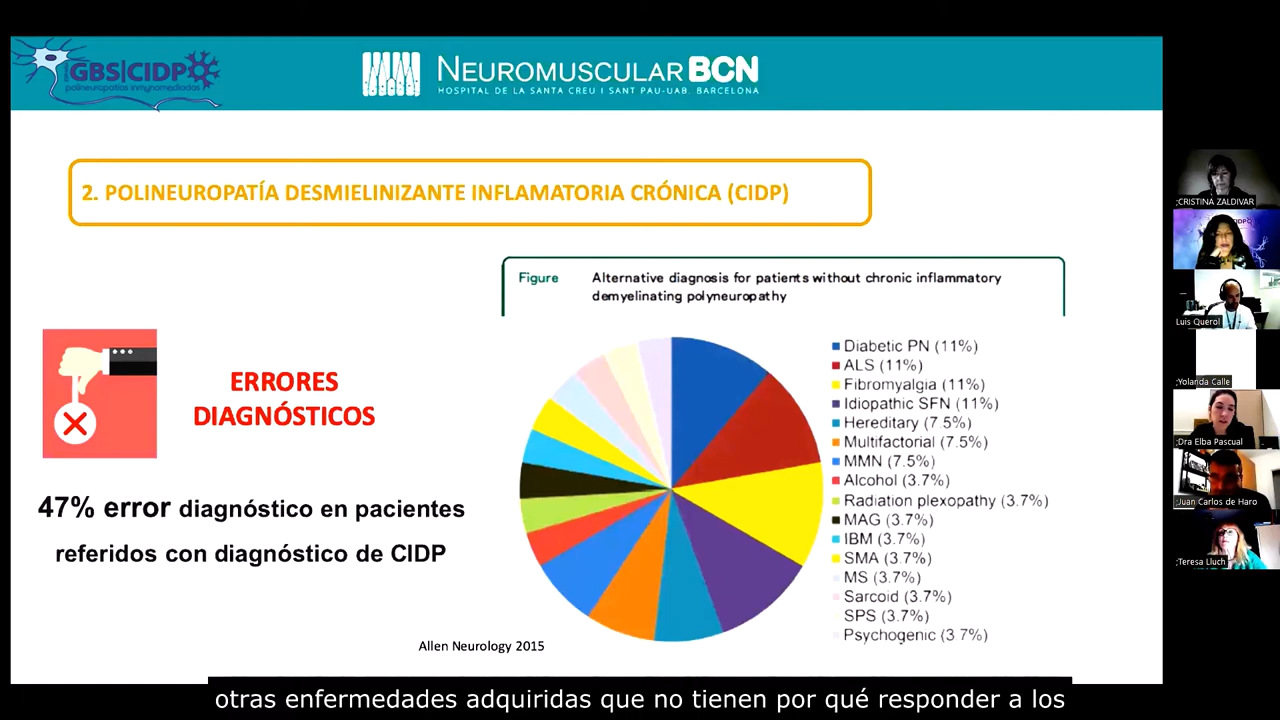 GBS|CIDP
polineuropatías inmunomediadas
NEUROMUSCULAR BCN
HOSPITAL DE LA SANTA CREU I SANT PAU-UAB. BARCELONA
2. POLINEUROPATÍA DESMIELINIZANTE INFLAMATORIA CRÓNICA (CIDP)
Figure Alternative diagnosis for patients without chronic inflammatory
demyelinating polyneuropathy
ERRORES
DIAGNÓSTICOS
47% error diagnóstico en pacientes
referidos con diagnóstico de CIDP
Diabetic PN (11%)
ALS (11%)
Fibromyalgia (11%)
Idiopathic SFN (11%)
Hereditary (7.5%)
Multifactorial (7.5%)
MMN (7.5%)
Alcohol (3.7%)
Radiation plexopathy (3.7%)
MAG (3.7%)
IBM (3.7%)
SMA (3.7%)
MS (3.7%)
Sarcoid (3.7%)
SPS (3.7%)
Psychogenic (3.7%)
Allen Neurology 2015
;CRISTINA ZALDIVAR
Luis Querol
;Yolanda Calle
;Dra Elba Pascual
;Juan Carlos de Haro
;Teresa Lluch
otras enfermedades adquiridas que no tienen por qué responder a los